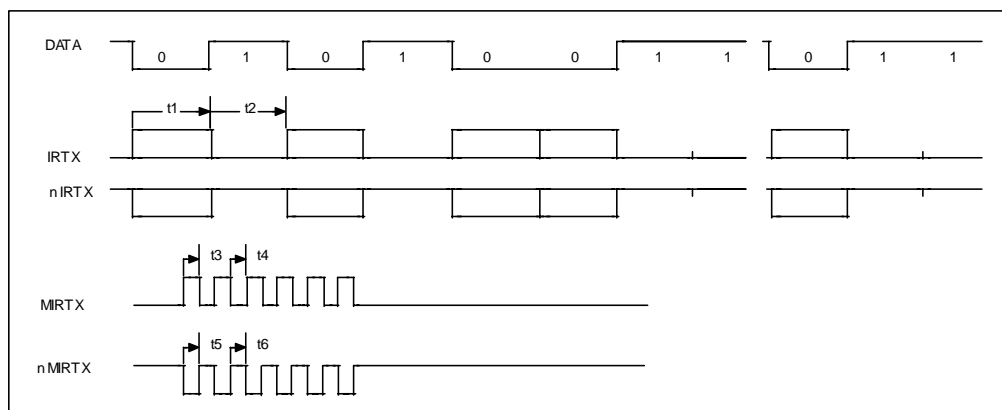 DATA
0 1 0 1 0 0 1 1 0 1 1
t1 t2
IRTX
nIRTX
t3 t4
MIRTX
t5 t6
nMIRTX